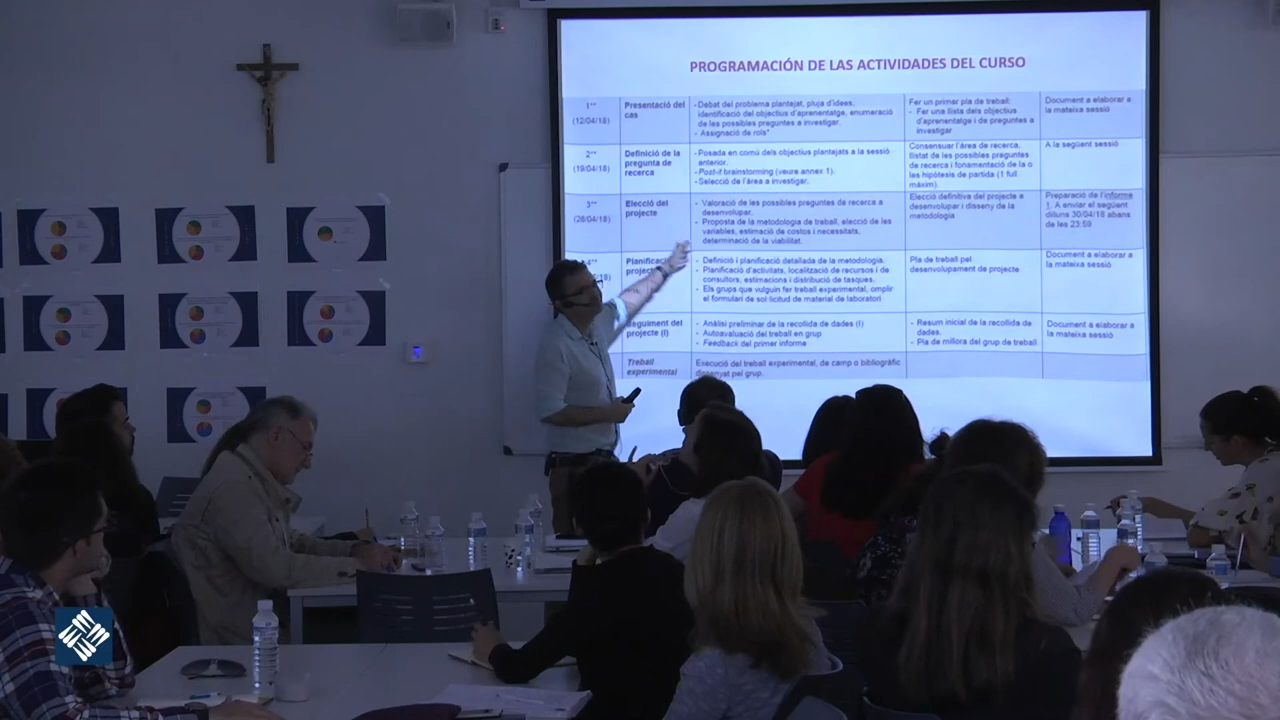 PROGRAMACIÓN DE LAS ACTIVIDADES DEL CURSO
1ª
(12/04/18)
Presentació del
cas
- Debat del problema plantejat, pluja d'idees,
identificació del objectius d'aprenentatge, enumeració
de les possibles preguntes a investigar.
- Assignació de rols*
Fer un primer pla de treball:
- Fer una llista dels objectius
d'aprenentatge i de preguntes a
investigar
Document a elaborar a
la mateixa sessió
(19/04/18)
Definició de la
pregunta de
recerca
- Posada en comú dels objectius plantejats a la sessió
anterior.
- Post-it brainstorming (veure annex 1).
- Selecció de l'àrea a investigar.
Consensuar l'àrea de recerca,
llistat de les possibles preguntes
de recerca i fonamentació de la o
les hipòtesis de partida (1 full
màxim).
A la següent sessió
(26/04/18)
Elecció del
projecte
- Valoració de les possibles preguntes de recerca a
desenvolupar.
- Proposta de la metodologia de treball, elecció de les
variables, estimació de costos i necessitats,
determinació de la viabilitat.
Elecció definitiva del projecte a
desenvolupar i disseny de la
metodologia
Preparació de l'informe
1. A enviar el següent
dilluns 30/04/18 abans
de les 23:59
- Definició i planificació detallada de la metodologia.
- Planificació d'activitats, localització de recursos i de
consultors, estimacions i distribució de tasques.
- Els grups que vulguin fer treball experimental, omplir
el formulari de sol·licitud de material de laboratori
Pla de treball pel
desenvolupament de projecte
Document a elaborar a
la mateixa sessió
del
projecte (I)
- Anàlisi preliminar de la recollida de dades (I)
- Autoavaluació del treball en grup
- Feedback del primer informe
- Resum inicial de la recollida de
dades.
- Pla de millora del grup de treball
Document a elaborar a
la mateixa sessió
Treball
experimental
Execució del treball experimental, de camp o bibliogràfic
dissenyat pel grup.